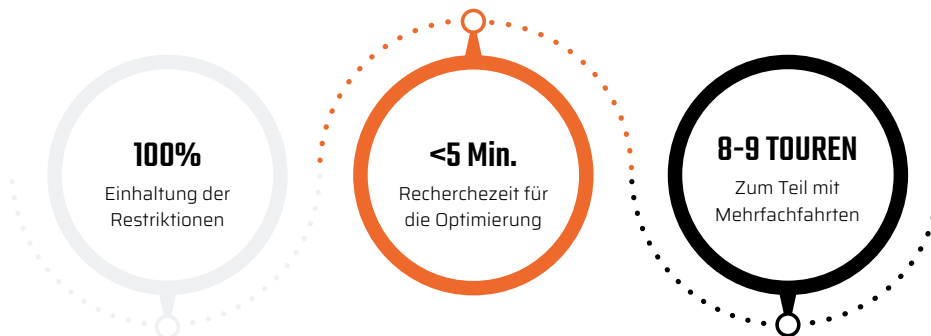 100%
Einhaltung der
Restriktionen
<5 Min.
Recherchezeit für
die Optimierung
8-9 TOUREN
Zum Teil mit
Mehrfachfahrten